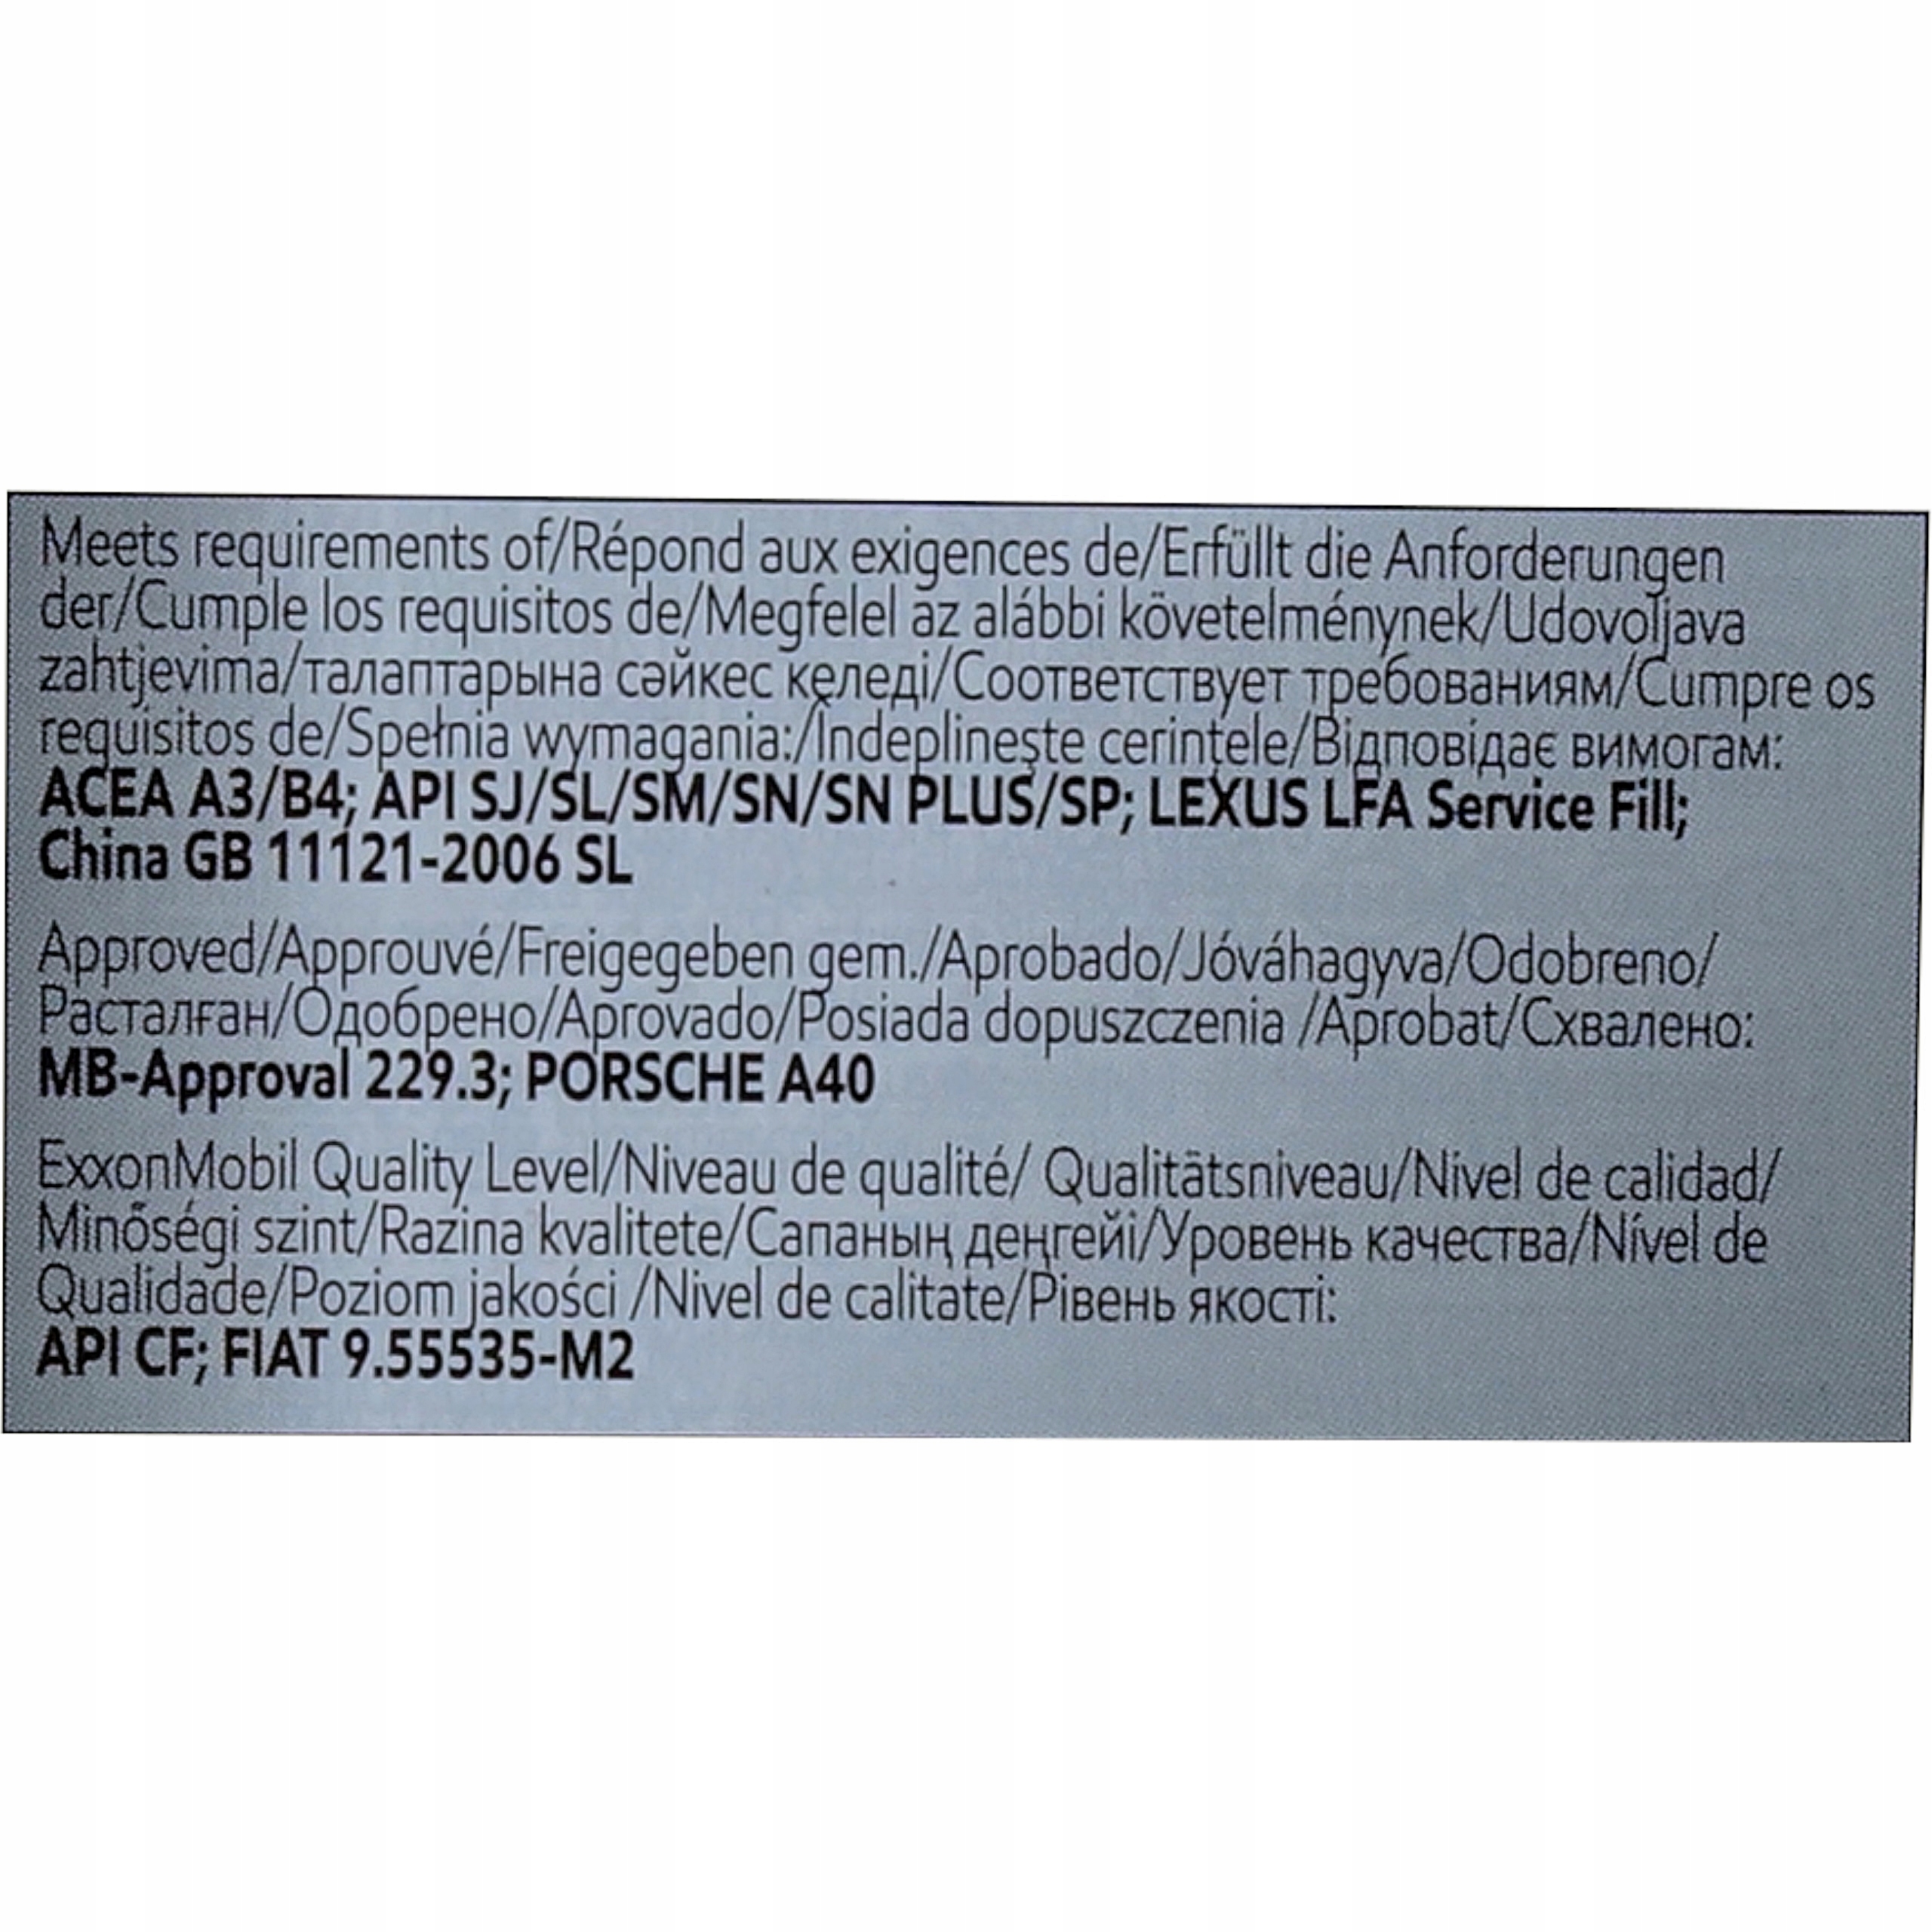 Meets requirements of/Répond aux exigences de/Erfüllt die Anforderungen
der/Cumple los requisitos de/Megfelel az alábbi követelménynek/Udovoljava
zahtjevima/талаптарына сәйкес келеді/Соответствует требованиям/Cumpre os
requisitos de/Spełnia wymagania:/Îndeplinește cerințele/Відповідає вимогам:
ACEA A3/B4; API SJ/SL/SM/SN/SN PLUS/SP; LEXUS LFA Service Fill;
China GB 11121-2006 SL
Approved/Approuvé/Freigegeben gem./Aprobado/Jóváhagyva/Odobreno/
Расталған/Одобрено/Aprovado/Posiada dopuszczenia /Aprobat/Схвалено:
MB-Approval 229.3; PORSCHE A40
ExxonMobil Quality Level/Niveau de qualité/ Qualitätsniveau/Nivel de calidad/
Minőségi szint/Razina kvalitete/Сапаның деңгейі/Уровень качества/Nível de
Qualidade/Poziom jakości /Nivel de calitate/Рівень якості:
API CF; FIAT 9.55535-M2